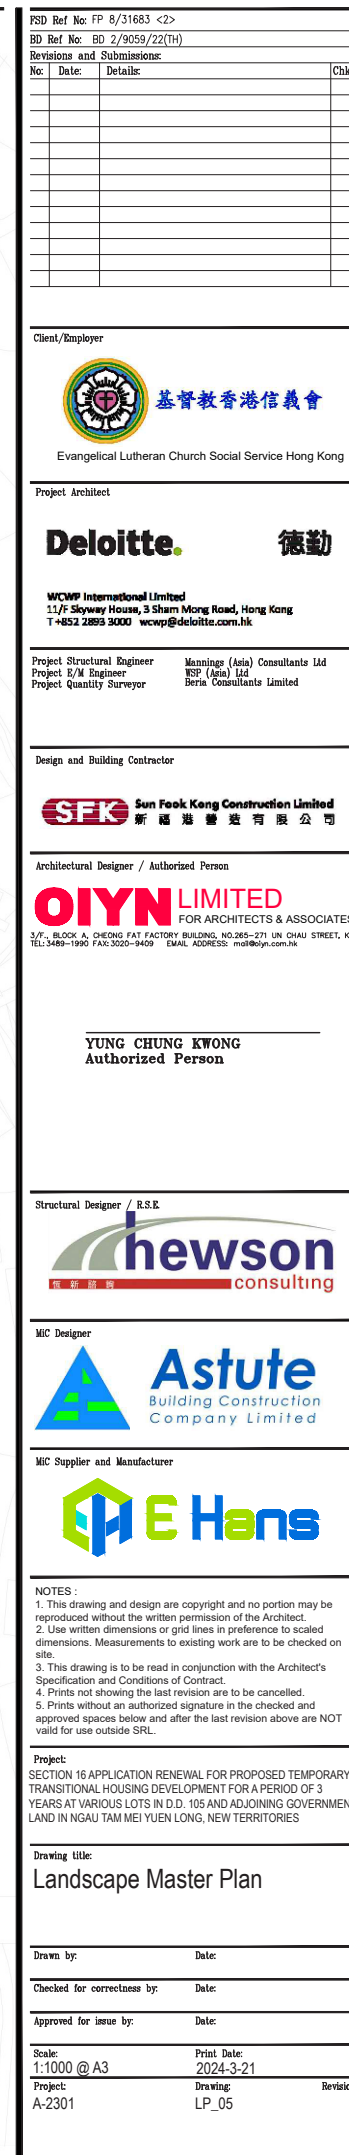 FSD Ref No: FP 8/31683 <2>
BD Ref No: BD 2/9059/22(TH)
Revisions and Submissions:
No: Date: Details: Chk
Client/Employer
基督教香港信義會
Evangelical Lutheran Church Social Service Hong Kong
Project Architect
Deloitte. 德勤
WCWP International Limited
11/F Skyway House, 3 Sham Mong Road, Hong Kong
T +852 2893 3000 wcwp@deloitte.com.hk
Project Structural Engineer Mannings (Asia) Consultants Ltd
Project E/M Engineer WSP (Asia) Ltd
Project Quantity Surveyor Beria Consultants Limited
Design and Building Contractor
SFK Sun Fook Kong Construction Limited
新福港營造有限公司
Architectural Designer / Authorized Person
OIYN LIMITED
FOR ARCHITECTS & ASSOCIATES
3/F., BLOCK A, CHEONG FAT FACTORY BUILDING, NO.265-271 UN CHAU STREET, K
TEL: 3489-1990 FAX: 3020-9409 EMAIL ADDRESS: mail@oiyn.com.hk
YUNG CHUNG KWONG
Authorized Person
Structural Designer / R.S.E.
hewson
恆新諮詢 consulting
MiC Designer
Astute
Building Construction
Company Limited
MiC Supplier and Manufacturer
E Hans
NOTES :
1. This drawing and design are copyright and no portion may be
reproduced without the written permission of the Architect.
2. Use written dimensions or grid lines in preference to scaled
dimensions. Measurements to existing work are to be checked on
site.
3. This drawing is to be read in conjunction with the Architect's
Specification and Conditions of Contract.
4. Prints not showing the last revision are to be cancelled.
5. Prints without an authorized signature in the checked and
approved spaces below and after the last revision above are NOT
vaild for use outside SRL.
Project:
SECTION 16 APPLICATION RENEWAL FOR PROPOSED TEMPORARY
TRANSITIONAL HOUSING DEVELOPMENT FOR A PERIOD OF 3
YEARS AT VARIOUS LOTS IN D.D. 105 AND ADJOINING GOVERNMEN
LAND IN NGAU TAM MEI YUEN LONG, NEW TERRITORIES
Drawing title:
Landscape Master Plan
Drawn by: Date:
Checked for correctness by: Date:
Approved for issue by: Date:
Scale: Print Date:
1:1000 @ A3 2024-3-21
Project: Drawing: Revisio
A-2301 LP_05